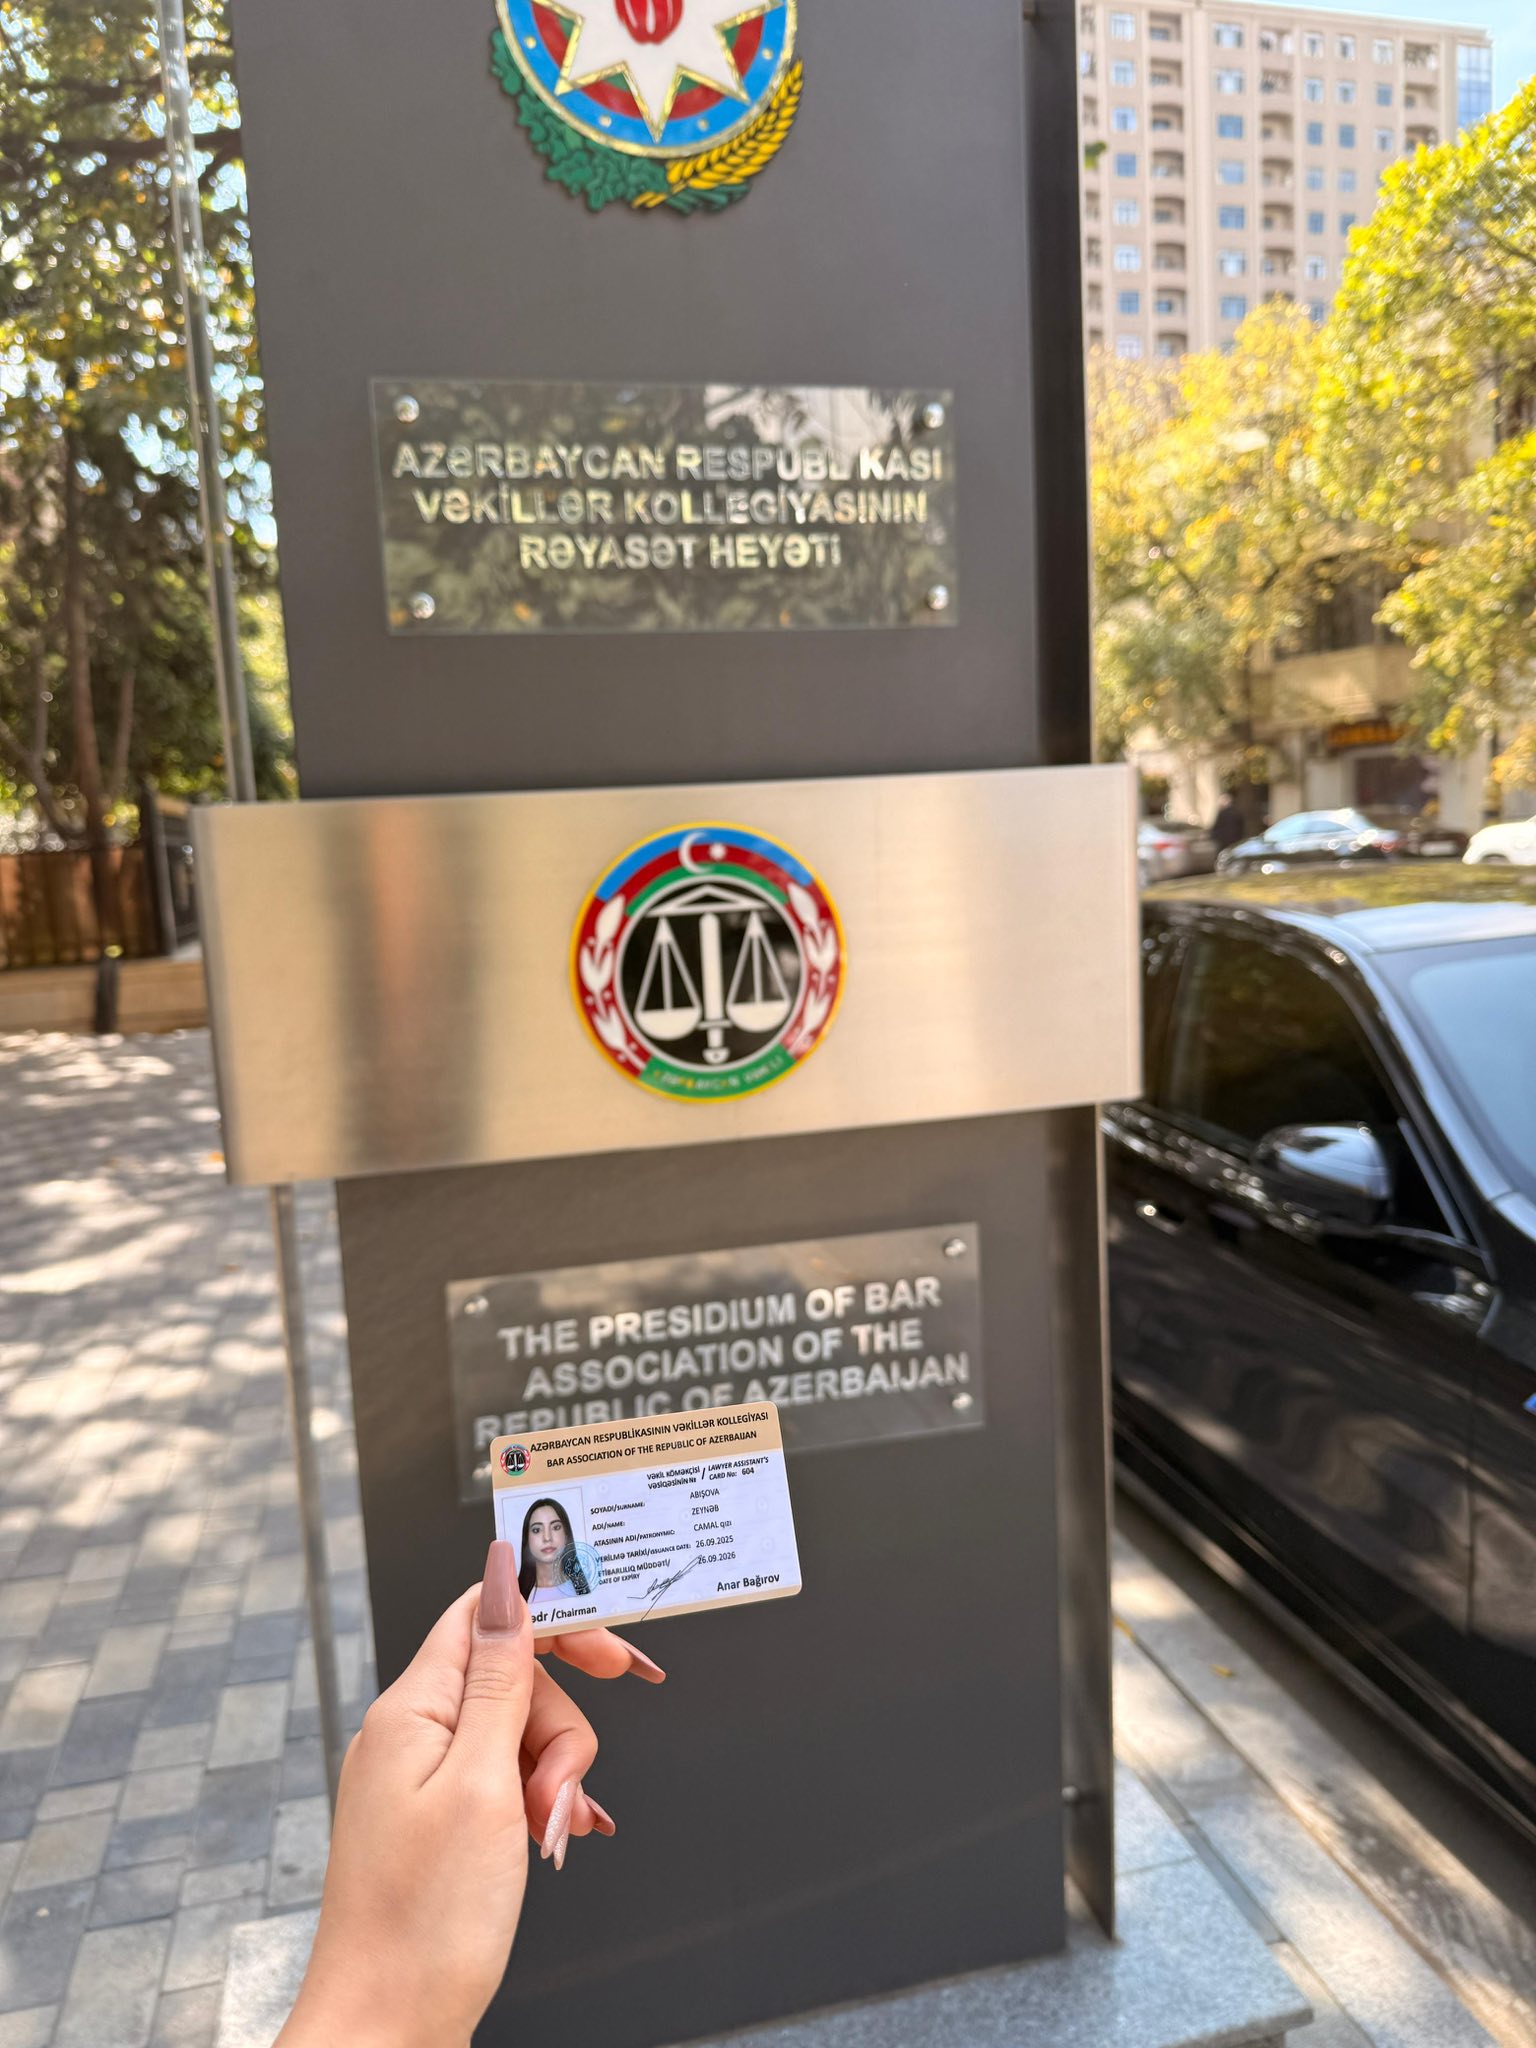 AZƏRBAYCAN RESPUBLİKASI
VƏKİLLƏR KOLLEGİYASININ
RƏYASƏT HEYƏTİ
AZƏRBAYCAN VƏKİLİ
THE PRESIDIUM OF BAR
ASSOCIATION OF THE
REPUBLIC OF AZERBAIJAN
AZƏRBAYCAN RESPUBLİKASININ VƏKİLLƏR KOLLEGİYASI
BAR ASSOCIATION OF THE REPUBLIC OF AZERBAIJAN
VƏKİL KÖMƏKÇİSİ / LAWYER ASSISTANT'S
VƏSİQƏSİNİN № CARD No: 604
SOYADI/SURNAME: ABIŞOVA
ADI/NAME: ZEYNƏB
ATASININ ADI/PATRONYMIC: CAMAL qızı
VERİLMƏ TARİXİ/ISSUANCE DATE: 26.09.2025
ETİBARLILIQ MÜDDƏTİ/ 26.09.2026
DATE OF EXPIRY
ədr /Chairman Anar Bağırov